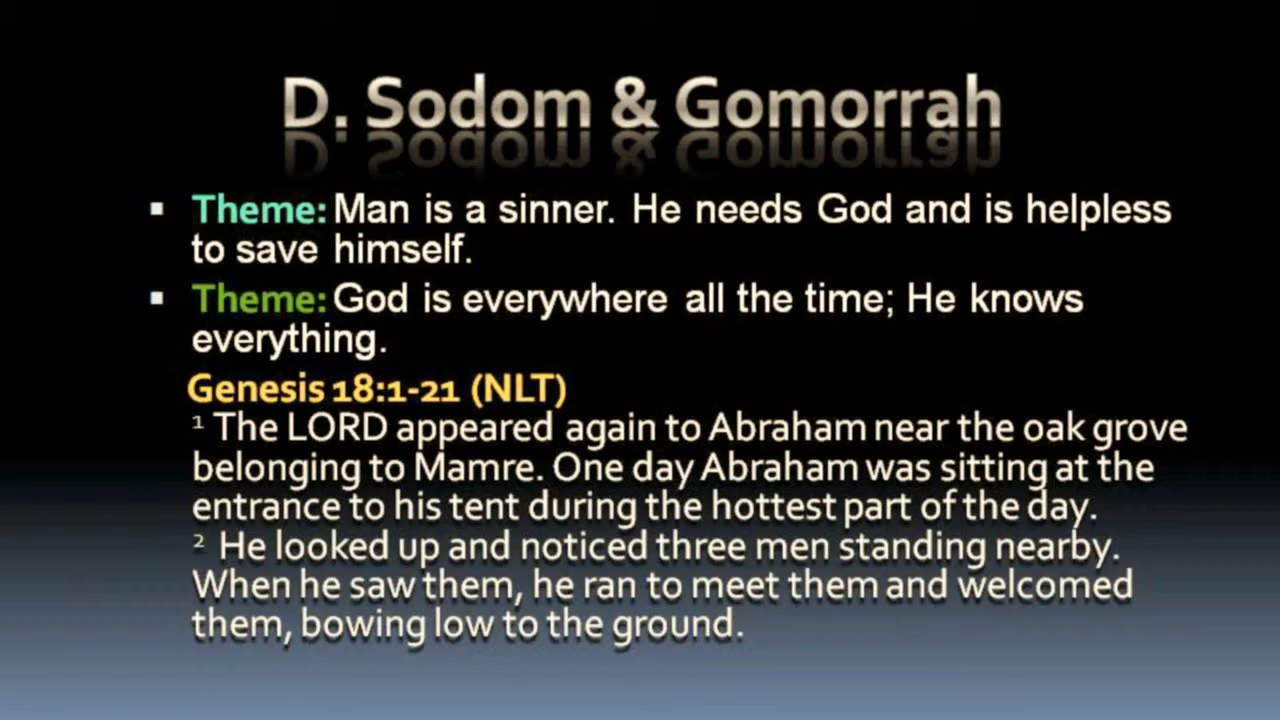 D. Sodom & Gomorrah
▪ Theme: Man is a sinner. He needs God and is helpless
to save himself.
▪ Theme: God is everywhere all the time; He knows
everything.
Genesis 18:1-21 (NLT)
¹ The LORD appeared again to Abraham near the oak grove
belonging to Mamre. One day Abraham was sitting at the
entrance to his tent during the hottest part of the day.
² He looked up and noticed three men standing nearby.
When he saw them, he ran to meet them and welcomed
them, bowing low to the ground.